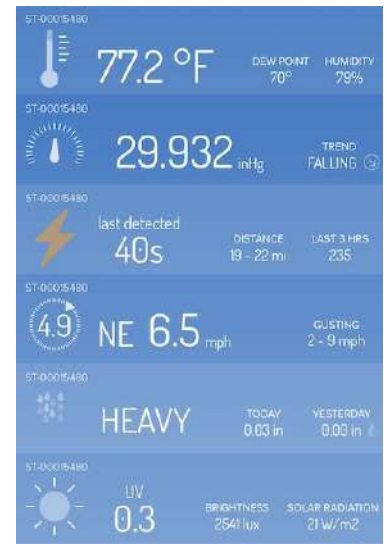 ST-00015480
77.2 °F
DEW POINT HUMIDITY
70° 79%
ST-00015480
29.932 inHg
TREND
FALLING
ST-00015480
last detected
40s
DISTANCE LAST 3 HRS
19 - 22 mi 235
ST-00015480
4.9
NE 6.5 mph
GUSTING
2 - 9 mph
ST-00015480
HEAVY
TODAY YESTERDAY
0.03 in 0.00 in
ST-00015480
UV
0.3
BRIGHTNESS SOLAR RADIATION
2541 lux 21 W/m2